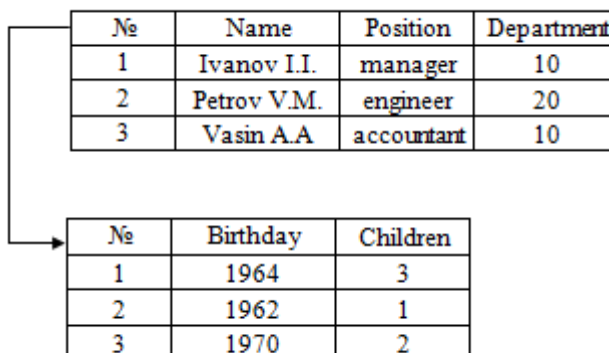 № Name Position Department
1 Ivanov I.I. manager 10
2 Petrov V.M. engineer 20
3 Vasin A.A accountant 10
№ Birthday Children
1 1964 3
2 1962 1
3 1970 2